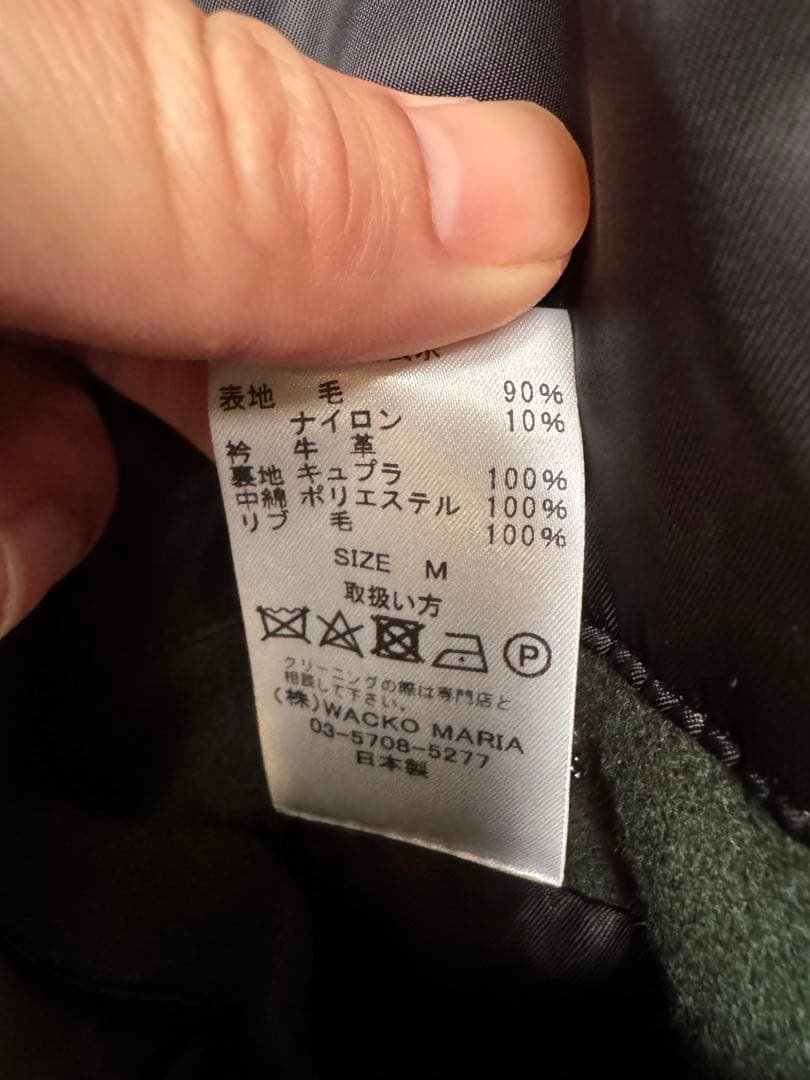 表地 毛 90%
ナイロン 10%
衿 牛 革
裏地 キュプラ 100%
中綿 ポリエステル 100%
リブ 毛 100%
SIZE M
取扱い方
P
クリーニングの際は専門店と
相談して下さい。
(株)WACKO MARIA
03-5708-5277
日本製